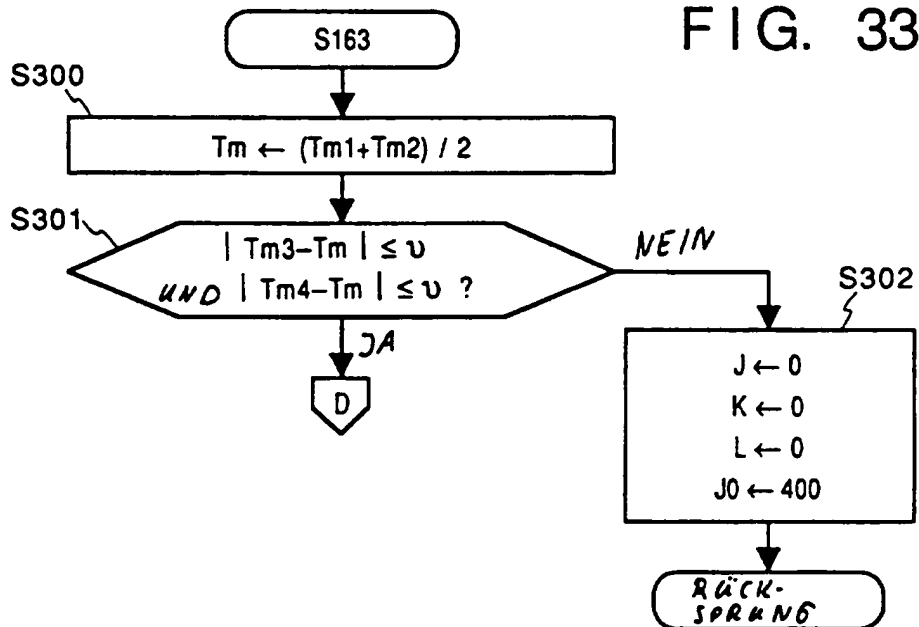 FIG. 33
S163
S300
Tm ← (Tm1+Tm2) / 2
S301
| Tm3–Tm | ≤ υ
UND | Tm4–Tm | ≤ υ ?
NEIN
JA
D
S302
J ← 0
K ← 0
L ← 0
J0 ← 400
RÜCK-
SPRUNG